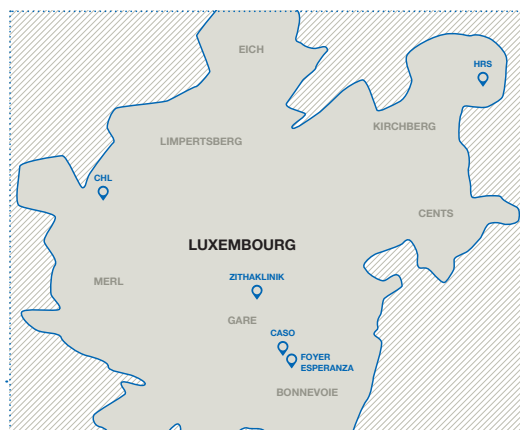 EICH
HRS
KIRCHBERG
LIMPERTSBERG
CHL
CENTS
LUXEMBOURG
ZITHAKLINIK
MERL
GARE
CASO
FOYER
ESPERANZA
BONNEVOIE